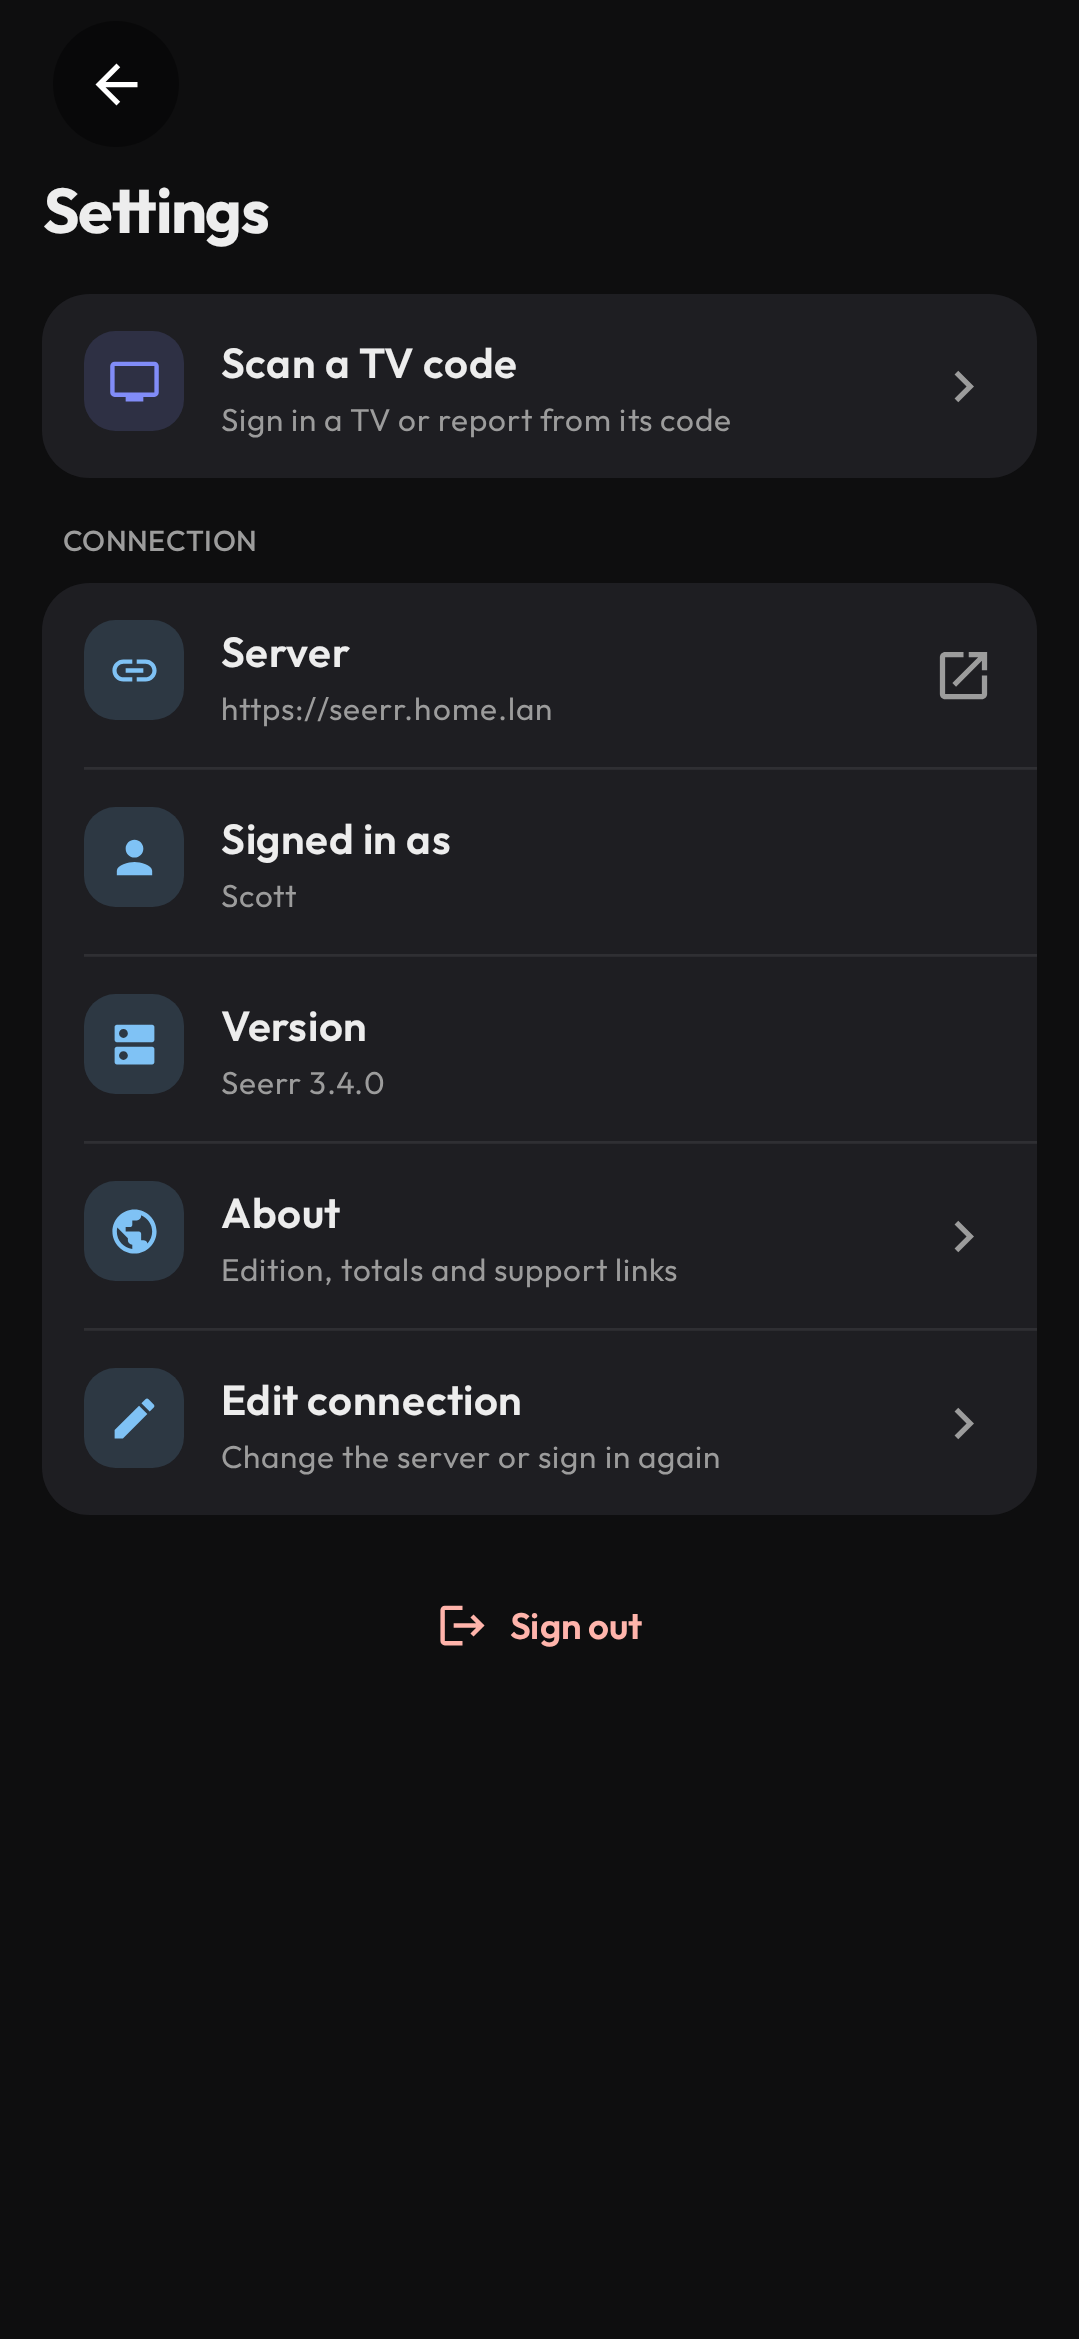 Settings
Scan a TV code
Sign in a TV or report from its code
CONNECTION
Server
https://seerr.home.lan
Signed in as
Scott
Version
Seerr 3.4.0
About
Edition, totals and support links
Edit connection
Change the server or sign in again
Sign out